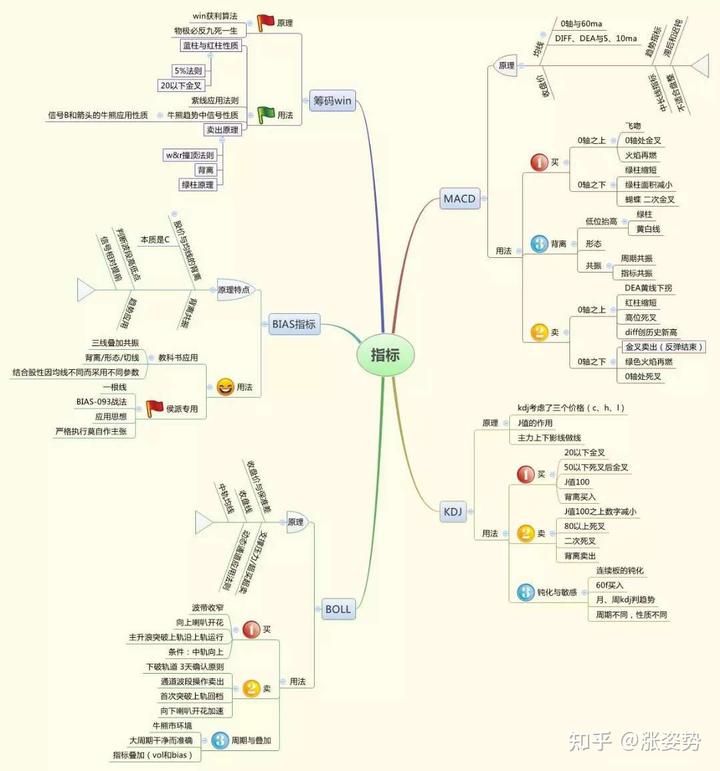 指标
筹码win
原理
win获利算法
物极必反九死一生
用法
蓝柱与红柱性质
5%法则
20以下金叉
紫线应用法则
牛熊趋势中信号性质
信号B和箭头的牛熊应用性质
卖出原理
w&r撞顶法则
背离
绿柱原理
MACD
原理
均线
0轴与60ma
DIFF、DEA与5、10ma
收盘价
趋势指标
滞后和迟钝
中长线指标
不适合盘整
用法
1
买
0轴之上
飞吻
0轴处金叉
火焰再燃
0轴之下
绿柱缩短
绿柱面积减小
蝴蝶 二次金叉
3
背离
低位抬高
绿柱
黄白线
形态
共振
周期共振
指标共振
2
卖
0轴之上
DEA黄线下拐
红柱缩短
高位死叉
diff创历史新高
0轴之下
金叉卖出（反弹结束）
绿色火焰再燃
0轴处死叉
BIAS指标
原理特点
股价与均线的背离
本质是C
判断波段高低点
信号相对提前
背离共振
趋势应用
用法
教科书应用
三线叠加共振
背离/形态/切线
结合股性因均线不同而采用不同参数
侯派专用
一根线
BIAS-093战法
应用思想
严格执行莫自作主张
KDJ
原理
kdj考虑了三个价格（c、h、l）
J值的作用
主力上下影线做线
用法
1
买
20以下金叉
50以下死叉后金叉
J值100
背离买入
2
卖
J值100之上数字减小
80以上死叉
二次死叉
背离卖出
3
钝化与敏感
连续板的钝化
60f买入
月、周kdj判趋势
周期不同，性质不同
BOLL
原理
收盘价与保准差
收盘线
中轨均线
支撑压力/超买超卖
动态通道应用法则
用法
1
买
波带收窄
向上喇叭开花
主升浪突破上轨沿上轨运行
条件：中轨向上
2
卖
下破轨道 3天确认原则
通道波段操作卖出
首次突破上轨回档
向下喇叭开花加速
3
周期与叠加
牛熊市环境
大周期干净而准确
指标叠加（vol和bias）
知乎 @涨姿势